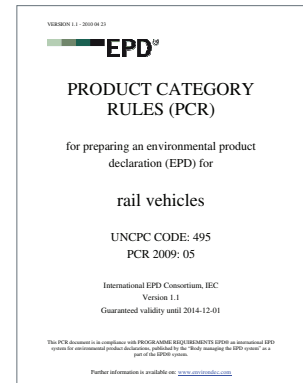 VERSION 1.1 - 2010 04 23
EPD®
PRODUCT CATEGORY
RULES (PCR)
for preparing an environmental product
declaration (EPD) for
rail vehicles
UNCPC CODE: 495
PCR 2009: 05
International EPD Consortium, IEC
Version 1.1
Guaranteed validity until 2014-12-01
This PCR document is in compliance with PROGRAMME REQUIREMENTS EPD® an international EPD
system for environmental product declarations, published by the "Body managing the EPD system" as a
part of the EPD® system.
Further information is available on: www.environdec.com